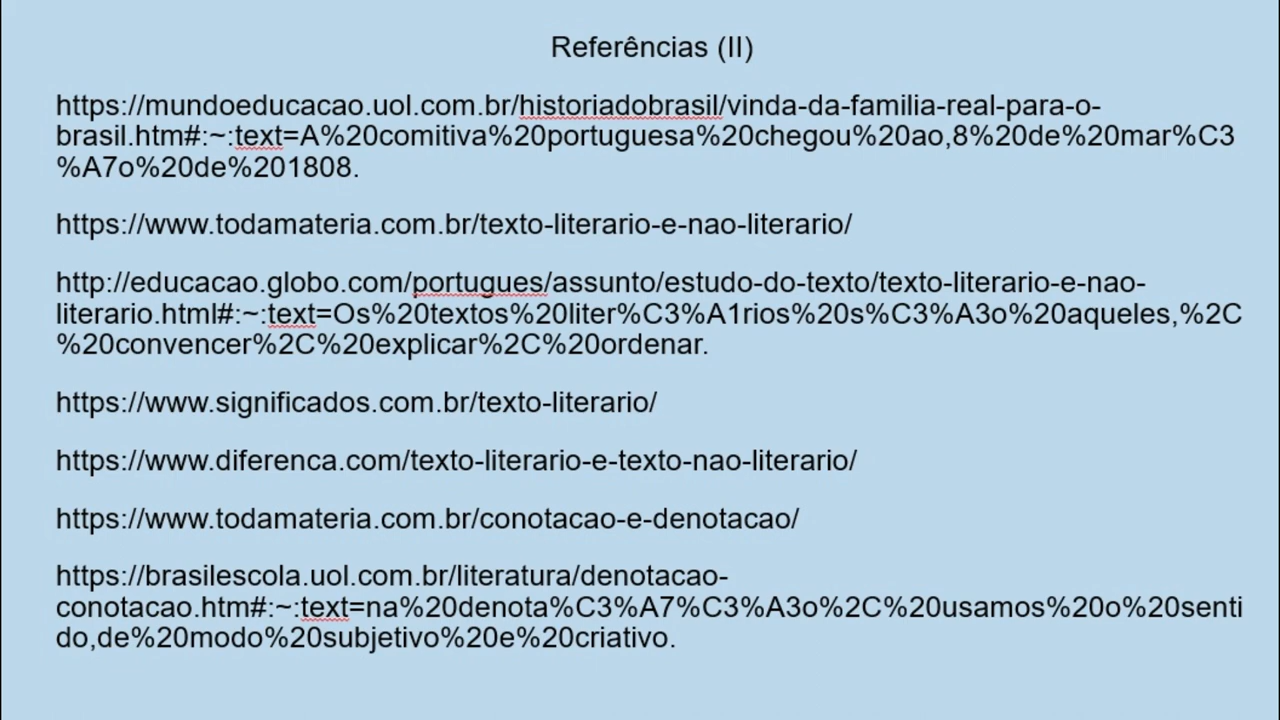 Referências (II)
https://mundoeducacao.uol.com.br/historiadobrasil/vinda-da-familia-real-para-o-
brasil.htm#:~:text=A%20comitiva%20portuguesa%20chegou%20ao,8%20de%20mar%C3
%A7o%20de%201808.
https://www.todamateria.com.br/texto-literario-e-nao-literario/
http://educacao.globo.com/portugues/assunto/estudo-do-texto/texto-literario-e-nao-
literario.html#:~:text=Os%20textos%20liter%C3%A1rios%20s%C3%A3o%20aqueles,%2C
%20convencer%2C%20explicar%2C%20ordenar.
https://www.significados.com.br/texto-literario/
https://www.diferenca.com/texto-literario-e-texto-nao-literario/
https://www.todamateria.com.br/conotacao-e-denotacao/
https://brasilescola.uol.com.br/literatura/denotacao-
conotacao.htm#:~:text=na%20denota%C3%A7%C3%A3o%2C%20usamos%20o%20senti
do,de%20modo%20subjetivo%20e%20criativo.